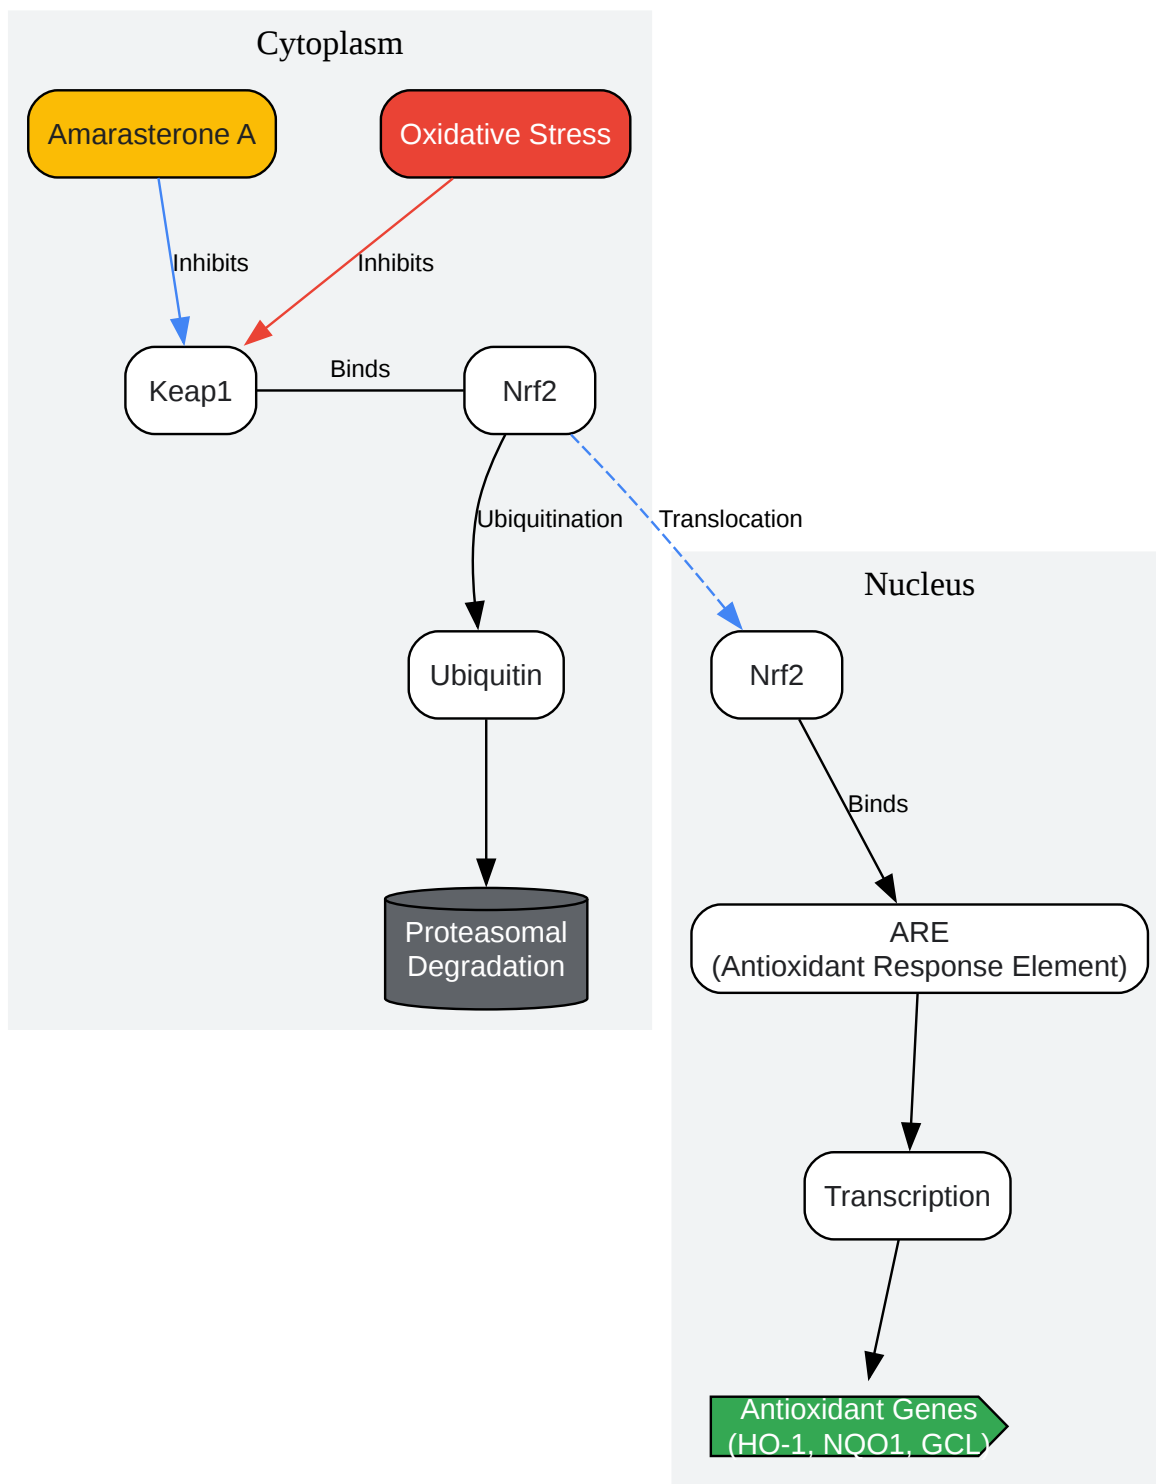 Cytoplasm
Amarasterone A
Oxidative Stress
Inhibits
Inhibits
Keap1
Binds
Nrf2
Ubiquitination
Translocation
Nucleus
Ubiquitin
Nrf2
Binds
Proteasomal
Degradation
ARE
(Antioxidant Response Element)
Transcription
Antioxidant Genes
(HO-1, NQO1, GCL)